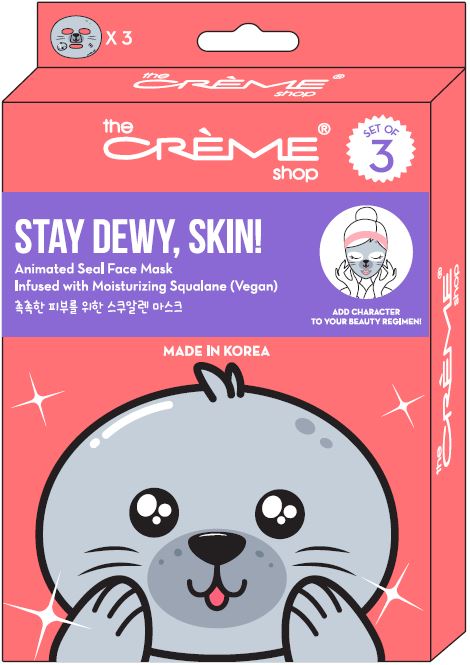 X 3
the
CRÈME
shop
®
the
CRÈME®
shop
SET OF
3
STAY DEWY, SKIN!
Animated Seal Face Mask
Infused with Moisturizing Squalane (Vegan)
촉촉한 피부를 위한 스쿠알렌 마스크
ADD CHARACTER
TO YOUR BEAUTY REGIMEN!
MADE IN KOREA
the
CRÈME®
shop